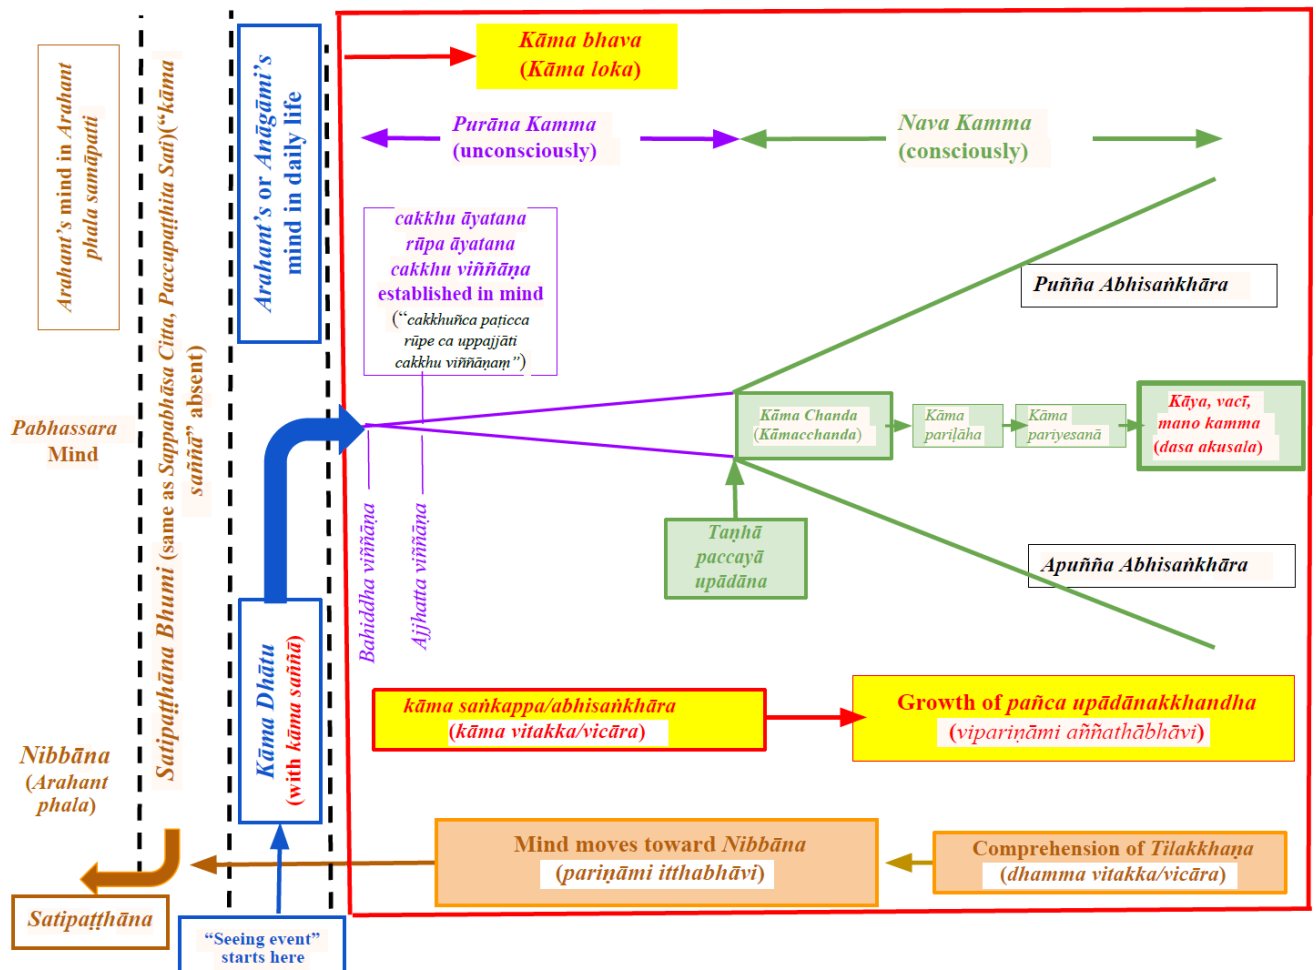 Kāma bhava
(Kāma loka)
Arahant's mind in Arahant
phala samāpatti
Satipaṭṭhāna Bhumi (same as Sappabhāsa Citta, Paccupaṭṭhita Sati)(“kāma
saññā” absent)
Arahant's or Anāgāmi's
mind in daily life
Purāna Kamma
(unconsciously)
Nava Kamma
(consciously)
cakkhu āyatana
rūpa āyatana
cakkhu viññāṇa
established in mind
(“cakkhuñca paṭicca
rūpe ca uppajjāti
cakkhu viññāṇaṃ”)
Puñña Abhisaṅkhāra
Pabhassara
Mind
Kāma Chanda
(Kāmacchanda)
Kāma
pariḷāha
Kāma
pariyesanā
Kāya, vacī,
mano kamma
(dasa akusala)
Bahiddha viññāṇa
Ajjhatta viññāṇa
Taṇhā
paccayā
upādāna
Apuñña Abhisaṅkhāra
Kāma Dhātu
(with kāma saññā)
kāma saṅkappa/abhisaṅkhāra
(kāma vitakka/vicāra)
Growth of pañca upādānakkhandha
(vipariṇāmi aññathābhāvi)
Nibbāna
(Arahant
phala)
Mind moves toward Nibbāna
(pariṇāmi itthabhāvi)
Comprehension of Tilakkhaṇa
(dhamma vitakka/vicāra)
Satipaṭṭhāna
“Seeing event”
starts here